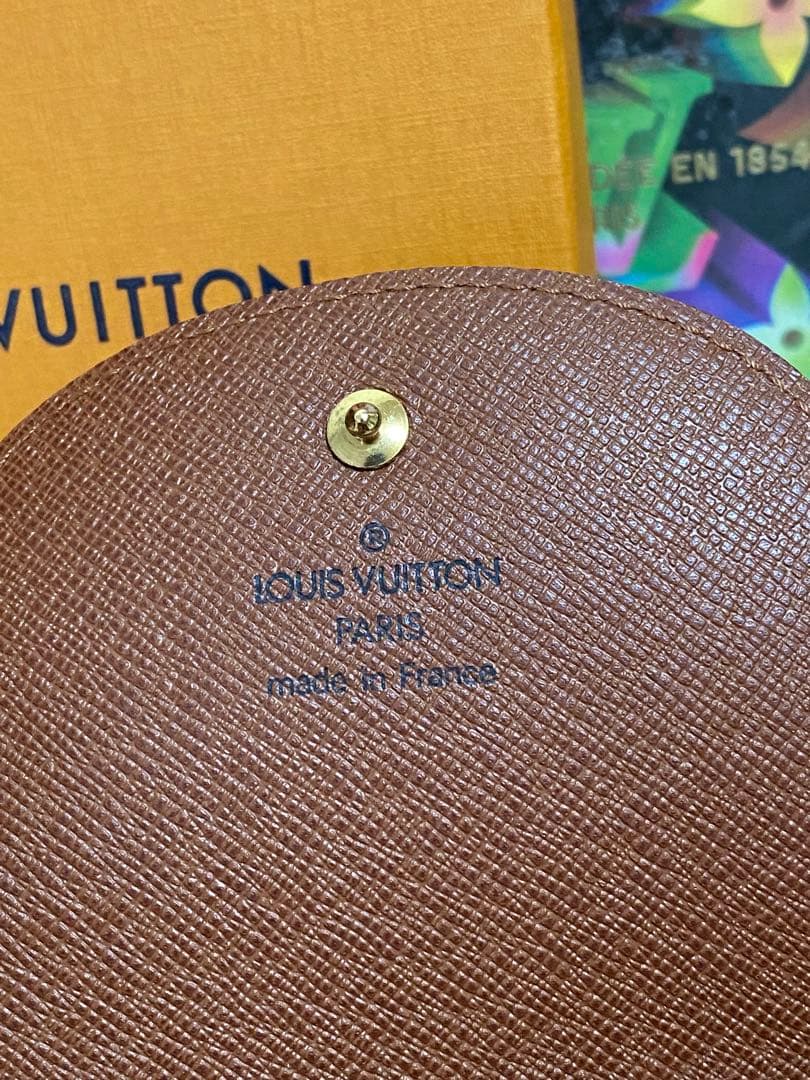 VUITTON
EN 1854
®
LOUIS VUITTON
PARIS
made in France